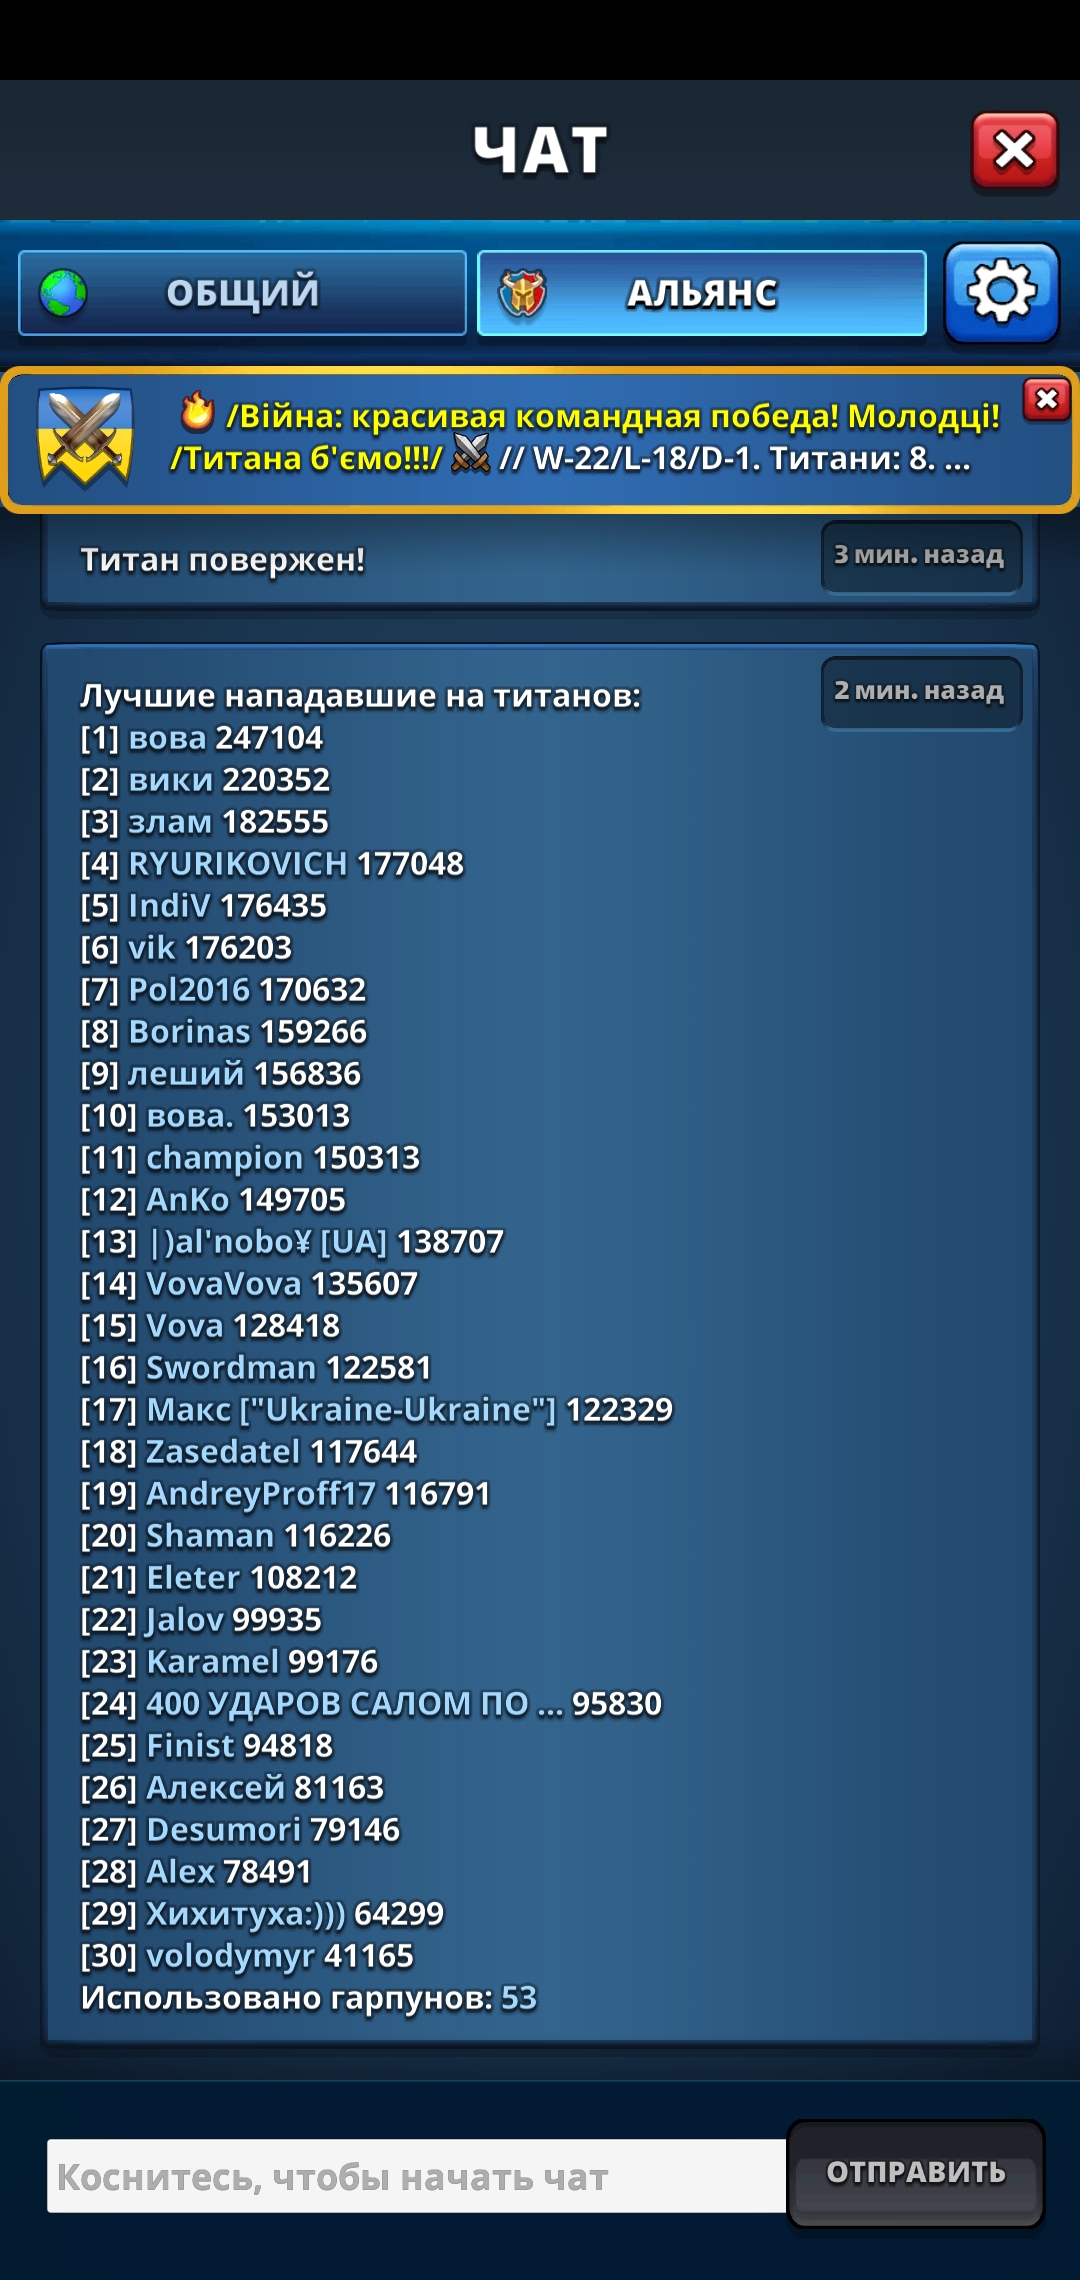 ЧАТ
ОБЩИЙ
АЛЬЯНС
/Війна: красивая командная победа! Молодці!
/Титана б'ємо!!!/ // W-22/L-18/D-1. Титани: 8. ...
Титан повержен!
3 мин. назад
2 мин. назад
Лучшие нападавшие на титанов:
[1] вова 247104
[2] вики 220352
[3] злам 182555
[4] RYURIKOVICH 177048
[5] IndiV 176435
[6] vik 176203
[7] Pol2016 170632
[8] Borinas 159266
[9] леший 156836
[10] вова. 153013
[11] champion 150313
[12] AnKo 149705
[13] |)al'nobo¥ [UA] 138707
[14] VovaVova 135607
[15] Vova 128418
[16] Swordman 122581
[17] Макс ["Ukraine-Ukraine"] 122329
[18] Zasedatel 117644
[19] AndreyProff17 116791
[20] Shaman 116226
[21] Eleter 108212
[22] Jalov 99935
[23] Karamel 99176
[24] 400 УДАРОВ САЛОМ ПО ... 95830
[25] Finist 94818
[26] Алексей 81163
[27] Desumori 79146
[28] Alex 78491
[29] Хихитуха:))) 64299
[30] volodymyr 41165
Использовано гарпунов: 53
Коснитесь, чтобы начать чат
ОТПРАВИТЬ